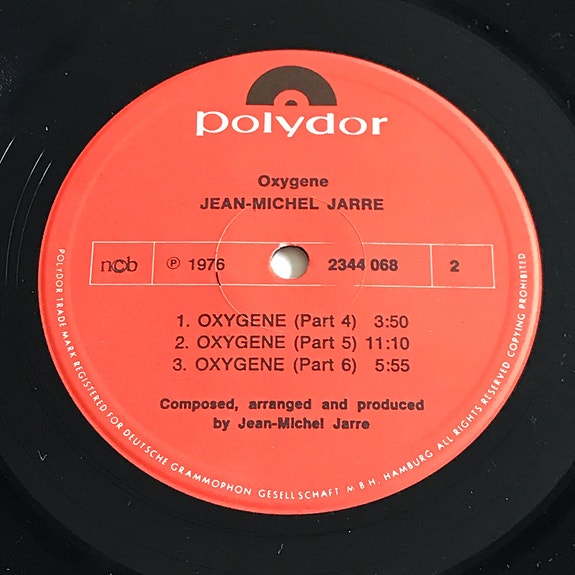 polydor
Oxygene
JEAN-MICHEL JARRE
ncb ℗ 1976 2344 068 2
1. OXYGENE (Part 4) 3:50
2. OXYGENE (Part 5) 11:10
3. OXYGENE (Part 6) 5:55
Composed, arranged and produced
by Jean-Michel Jarre
POLYDOR TRADE MARK REGISTERED FOR DEUTSCHE GRAMMOPHON GESELLSCHAFT M B H. HAMBURG ALL RIGHTS RESERVED COPYING PROHIBITED